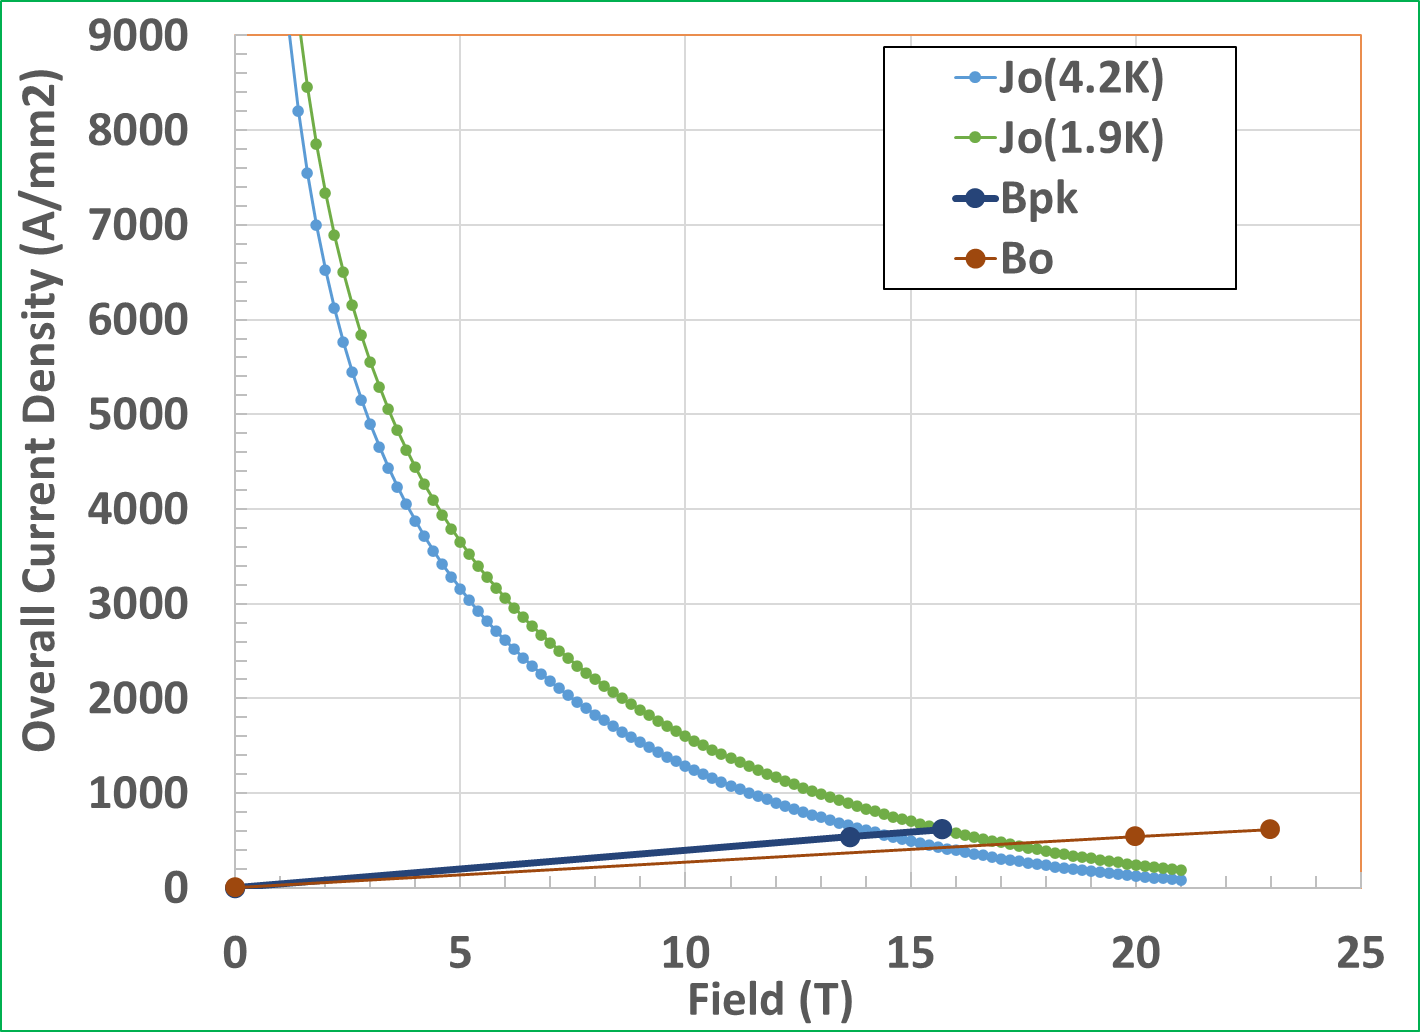 Overall Current Density (A/mm2)
9000
8000
7000
6000
5000
4000
3000
2000
1000
0
Jo(4.2K)
Jo(1.9K)
Bpk
Bo
0 5 10 15 20 25
Field (T)